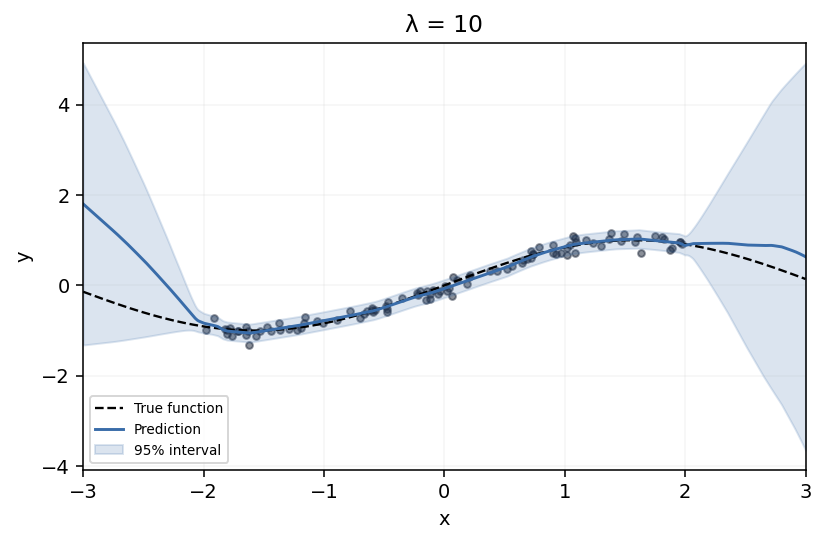 λ = 10
y
4
2
0
−2
−4
True function
Prediction
95% interval
−3 −2 −1 0 1 2 3
x